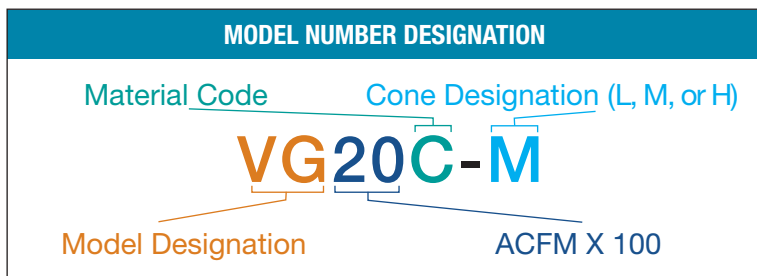 MODEL NUMBER DESIGNATION
Material Code Cone Designation (L, M, or H)
VG20C-M
Model Designation ACFM X 100